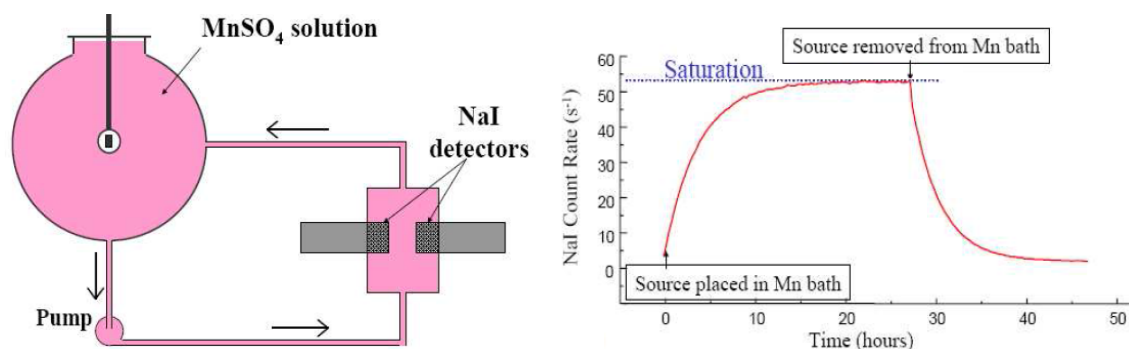 MnSO₄ solution
NaI
detectors
Pump
Source removed from Mn bath
Saturation
NaI Count Rate (s⁻¹)
60
50
40
30
20
10
5
0
Source placed in Mn bath
0
10
20
30
40
50
Time (hours)